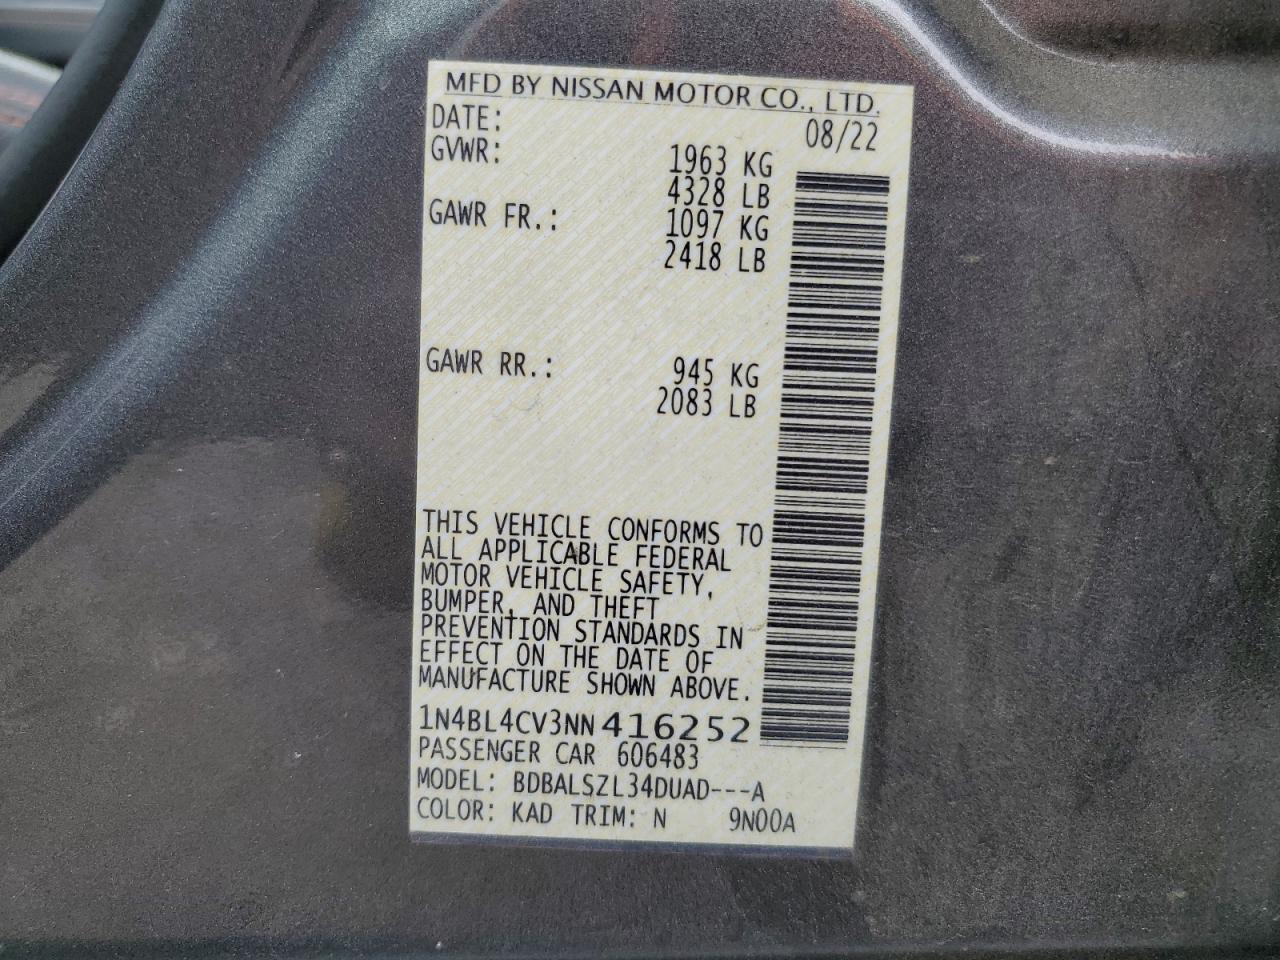 MFD BY NISSAN MOTOR CO., LTD.
DATE: 08/22
GVWR: 1963 KG
4328 LB
GAWR FR.: 1097 KG
2418 LB
GAWR RR.: 945 KG
2083 LB
THIS VEHICLE CONFORMS TO
ALL APPLICABLE FEDERAL
MOTOR VEHICLE SAFETY,
BUMPER, AND THEFT
PREVENTION STANDARDS IN
EFFECT ON THE DATE OF
MANUFACTURE SHOWN ABOVE.
1N4BL4CV3NN416252
PASSENGER CAR 606483
MODEL: BDBALSZL34DUAD---A
COLOR: KAD TRIM: N 9N00A